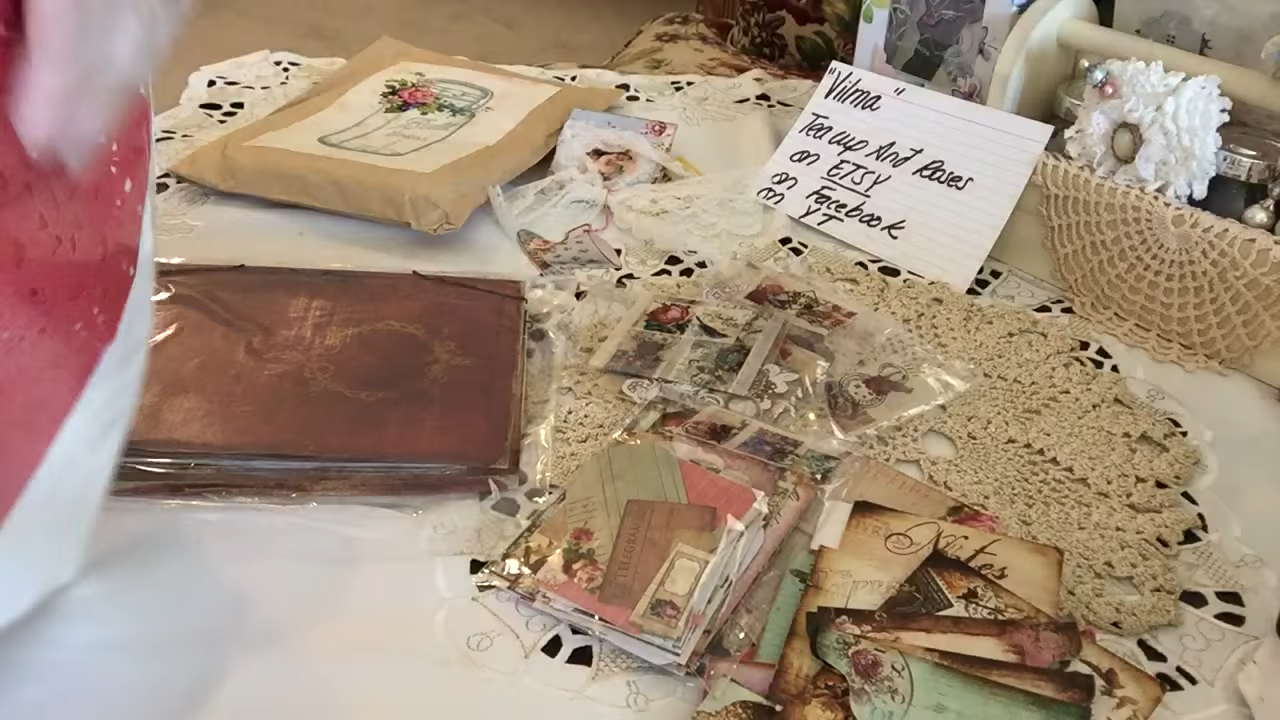 "Vilma"
Teacup And Roses
on ETSY
on Facebook
on YT
Notes
TELEGRAM